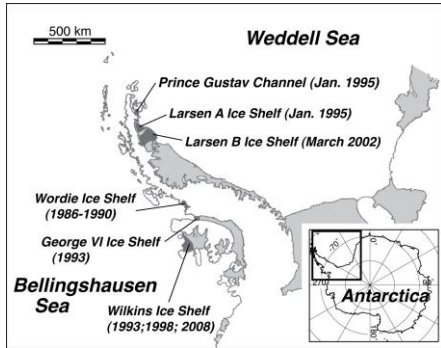 500 km
Weddell Sea
Prince Gustav Channel (Jan. 1995)
Larsen A Ice Shelf (Jan. 1995)
Larsen B Ice Shelf (March 2002)
Wordie Ice Shelf
(1986-1990)
George VI Ice Shelf
(1993)
Bellingshausen
Sea
Wilkins Ice Shelf
(1993;1998; 2008)
0°
-70°
270°
Antarctica
180°